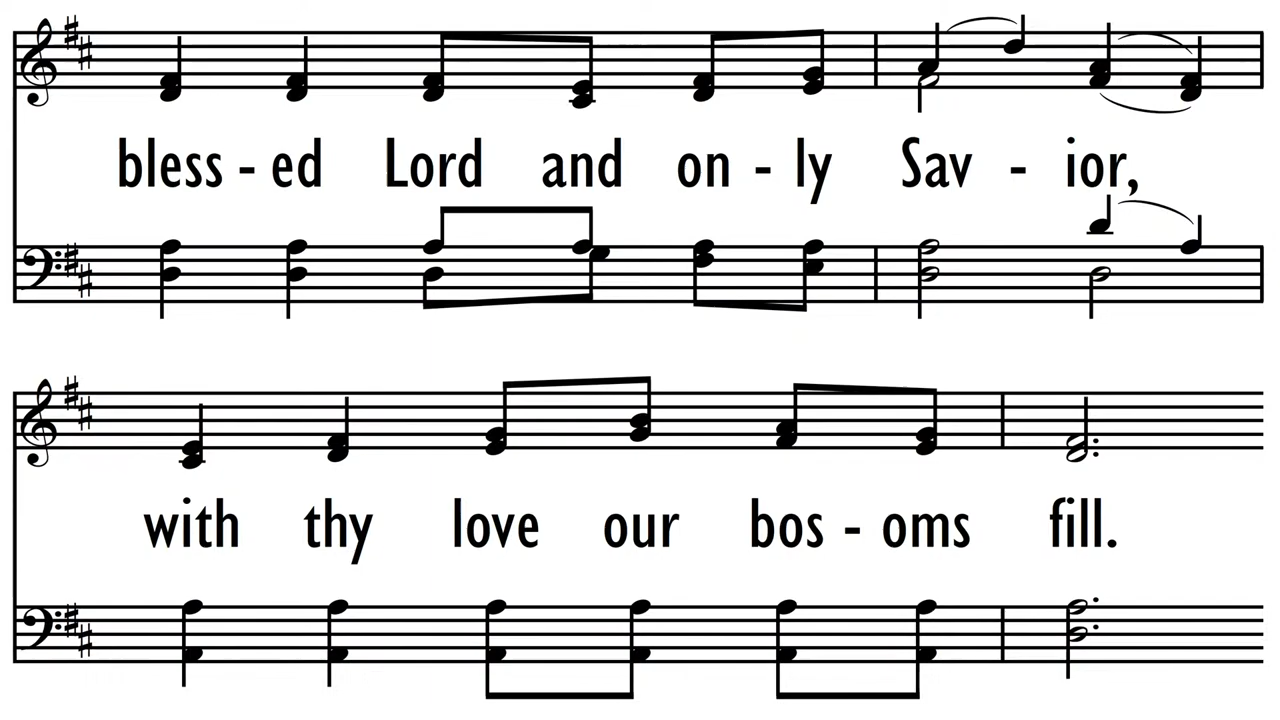 bless - ed Lord and on - ly Sav - ior,
with thy love our bos - oms fill.